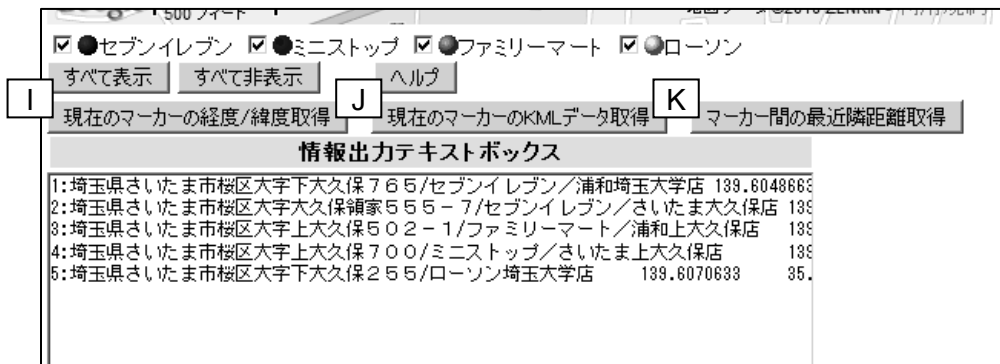 500 フィート
セブンイレブン ミニストップ ファミリーマート ローソン
すべて表示 すべて非表示 ヘルプ
I J K
現在のマーカーの経度/緯度取得 現在のマーカーのKMLデータ取得 マーカー間の最近隣距離取得
情報出力テキストボックス
1:埼玉県さいたま市桜区大字下大久保７６５/セブンイレブン／浦和埼玉大学店 139.6048663
2:埼玉県さいたま市桜区大字大久保領家５５５－７/セブンイレブン／さいたま大久保店 139
3:埼玉県さいたま市桜区大字上大久保５０２－１/ファミリーマート／浦和上大久保店 139
4:埼玉県さいたま市桜区大字上大久保７００/ミニストップ／さいたま上大久保店 139
5:埼玉県さいたま市桜区大字下大久保２５５/ローソン埼玉大学店 139.6070633 35.